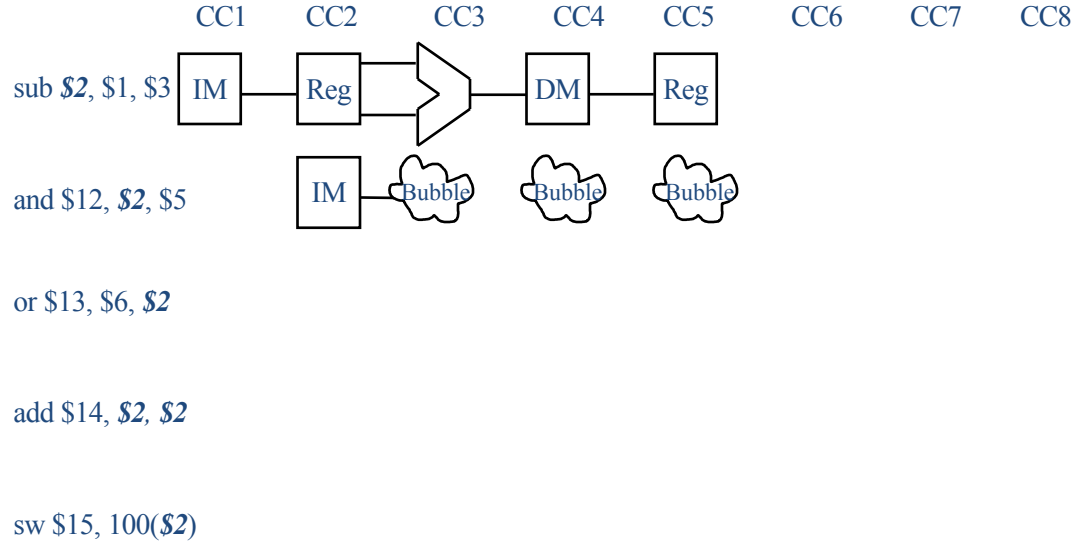 CC1 CC2 CC3 CC4 CC5 CC6 CC7 CC8
sub $2, $1, $3 IM Reg DM Reg
and $12, $2, $5 IM Bubble Bubble Bubble
or $13, $6, $2
add $14, $2, $2
sw $15, 100($2)